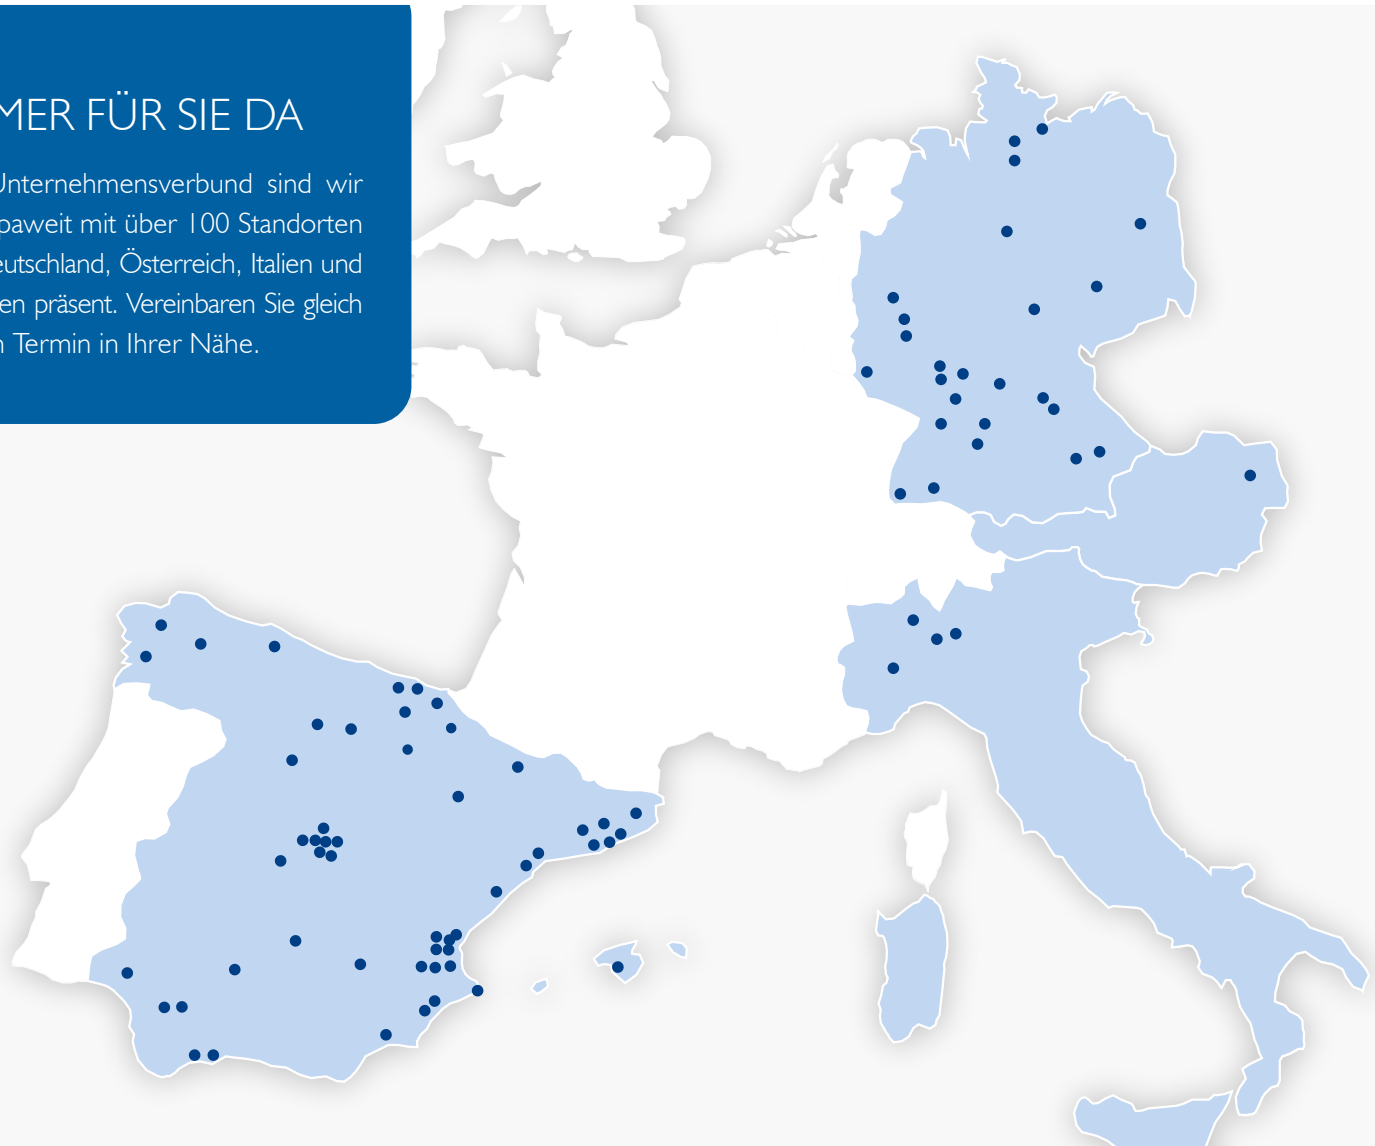 MER FÜR SIE DA
Unternehmensverbund sind wir
paweit mit über 100 Standorten
eutschland, Österreich, Italien und
en präsent. Vereinbaren Sie gleich
n Termin in Ihrer Nähe.